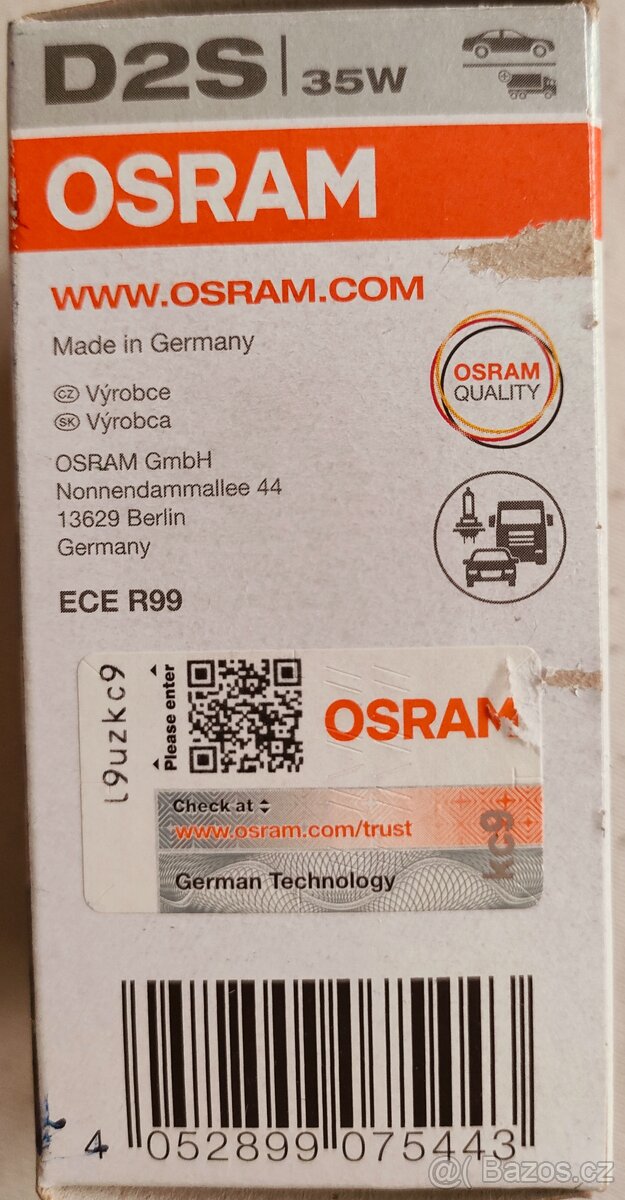 D2S | 35W
OSRAM
WWW.OSRAM.COM
Made in Germany
OSRAM
QUALITY
CZ Výrobce
SK Výrobca
OSRAM GmbH
Nonnendammallee 44
13629 Berlin
Germany
ECE R99
l9uzkc9
Please enter
OSRAM
Check at
www.osram.com/trust
kc9
German Technology
4 052899 075443
@( Bazos.cz